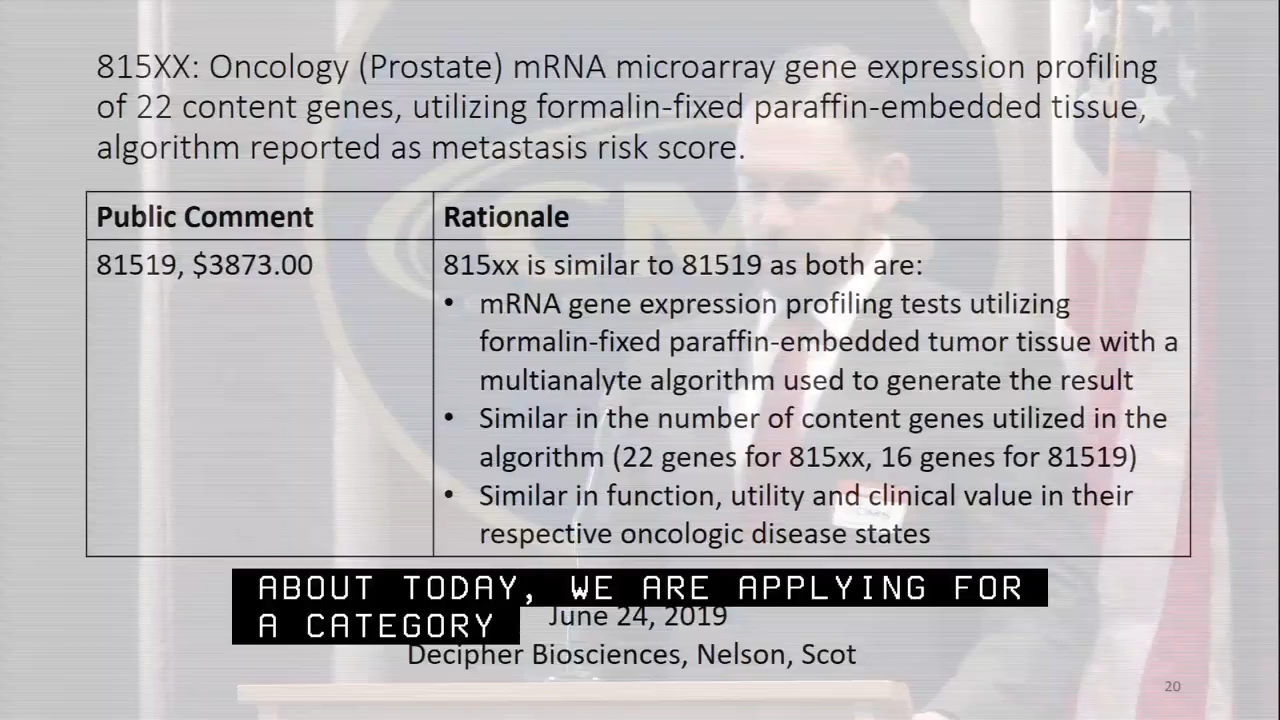 815XX: Oncology (Prostate) mRNA microarray gene expression profiling
of 22 content genes, utilizing formalin-fixed paraffin-embedded tissue,
algorithm reported as metastasis risk score.
Public Comment
Rationale
81519, $3873.00
815xx is similar to 81519 as both are:
• mRNA gene expression profiling tests utilizing
formalin-fixed paraffin-embedded tumor tissue with a
multianalyte algorithm used to generate the result
• Similar in the number of content genes utilized in the
algorithm (22 genes for 815xx, 16 genes for 81519)
• Similar in function, utility and clinical value in their
respective oncologic disease states
ABOUT TODAY, WE ARE APPLYING FOR
A CATEGORY
June 24, 2019
Decipher Biosciences, Nelson, Scot
20